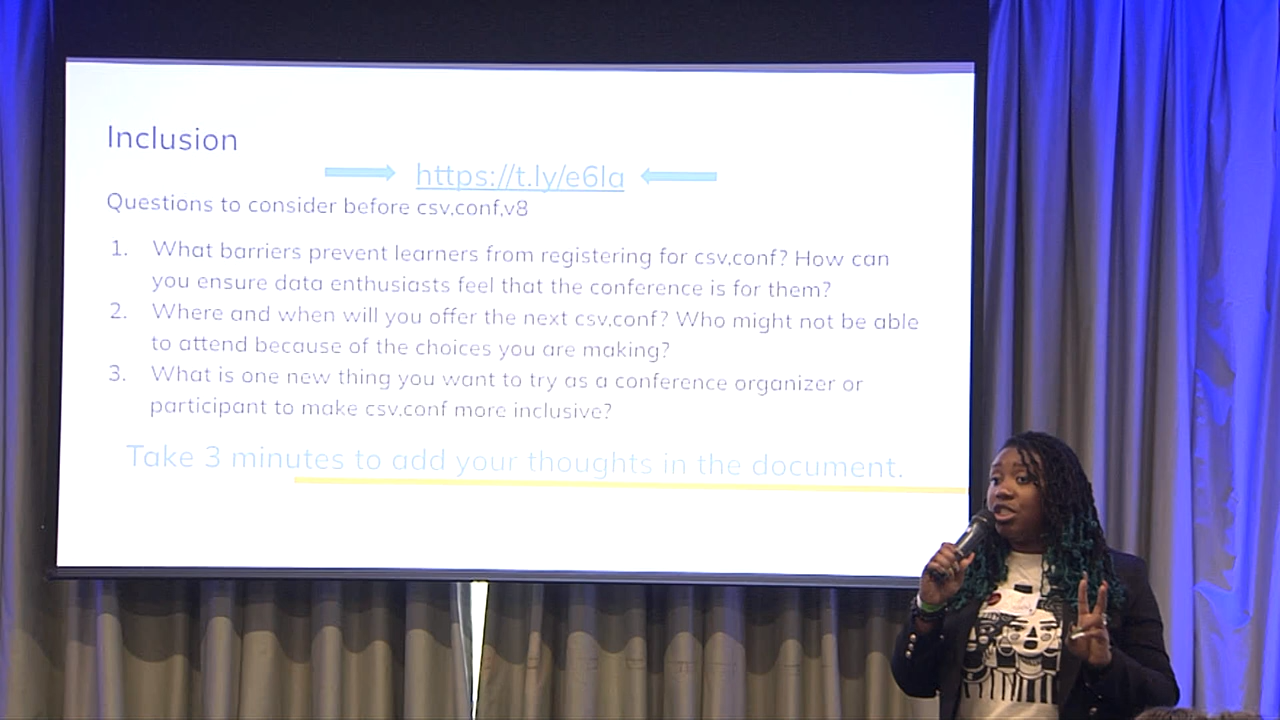 Inclusion
https://t.ly/e6la
Questions to consider before csv,conf,v8
1. What barriers prevent learners from registering for csv,conf? How can
you ensure data enthusiasts feel that the conference is for them?
2. Where and when will you offer the next csv,conf? Who might not be able
to attend because of the choices you are making?
3. What is one new thing you want to try as a conference organizer or
participant to make csv,conf more inclusive?
Take 3 minutes to add your thoughts in the document.